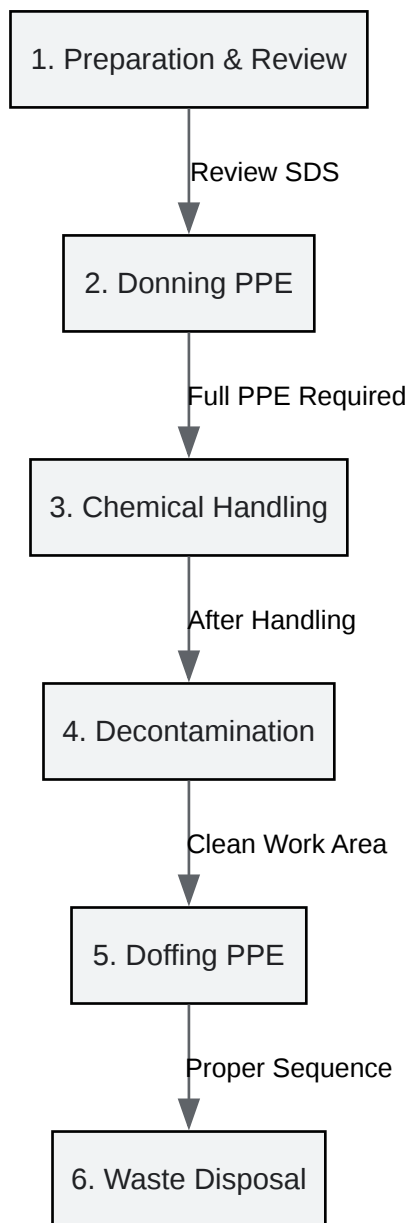 1. Preparation & Review
Review SDS
2. Donning PPE
Full PPE Required
3. Chemical Handling
After Handling
4. Decontamination
Clean Work Area
5. Doffing PPE
Proper Sequence
6. Waste Disposal